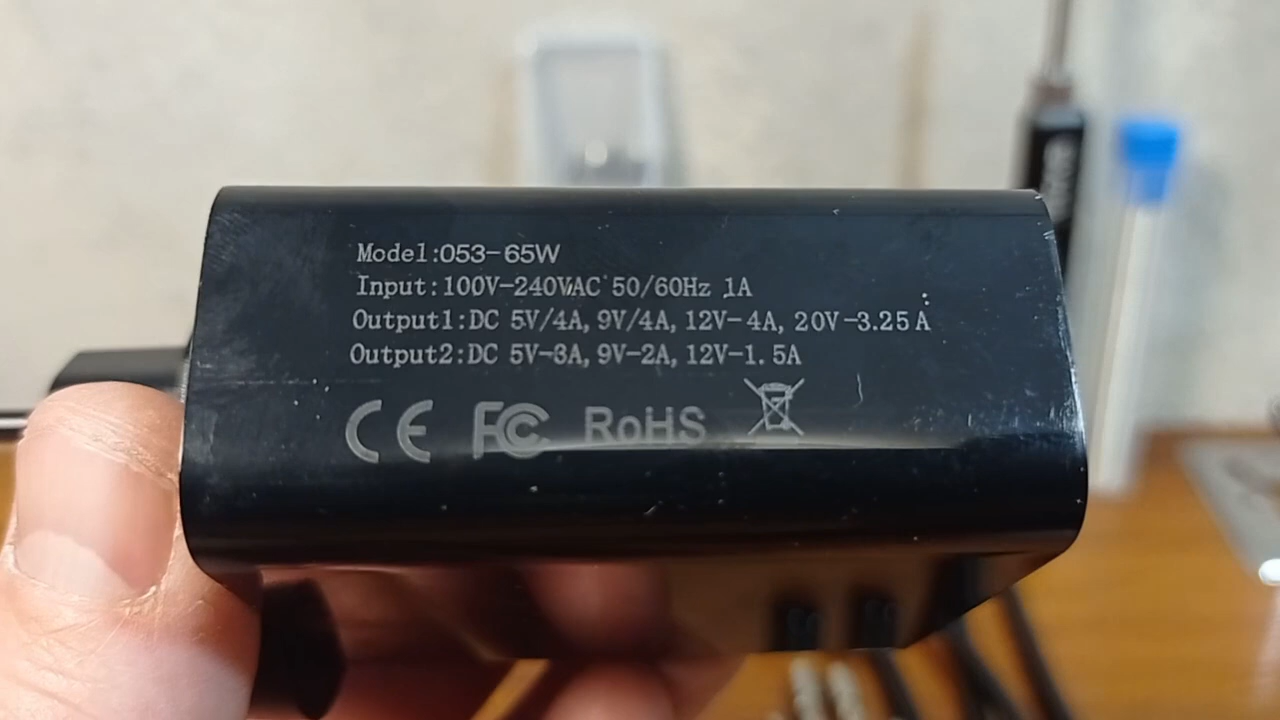 Model:053-65W
Input:100V-240VAC 50/60Hz 1A
Output1:DC 5V/4A, 9V/4A, 12V-4A, 20V-3.25A
Output2:DC 5V-3A, 9V-2A, 12V-1.5A
CE FC RoHS